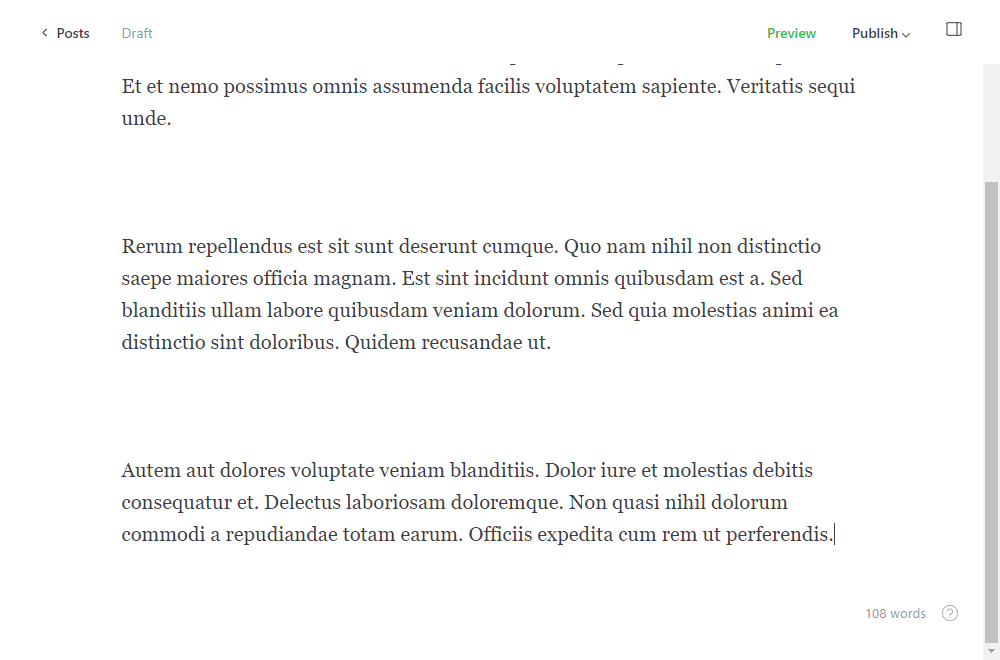 Posts Draft Preview Publish
Et et nemo possimus omnis assumenda facilis voluptatem sapiente. Veritatis sequi
unde.
Rerum repellendus est sit sunt deserunt cumque. Quo nam nihil non distinctio
saepe maiores officia magnam. Est sint incidunt omnis quibusdam est a. Sed
blanditiis ullam labore quibusdam veniam dolorum. Sed quia molestias animi ea
distinctio sint doloribus. Quidem recusandae ut.
Autem aut dolores voluptate veniam blanditiis. Dolor iure et molestias debitis
consequatur et. Delectus laboriosam doloremque. Non quasi nihil dolorum
commodi a repudiandae totam earum. Officiis expedita cum rem ut perferendis.
108 words ?